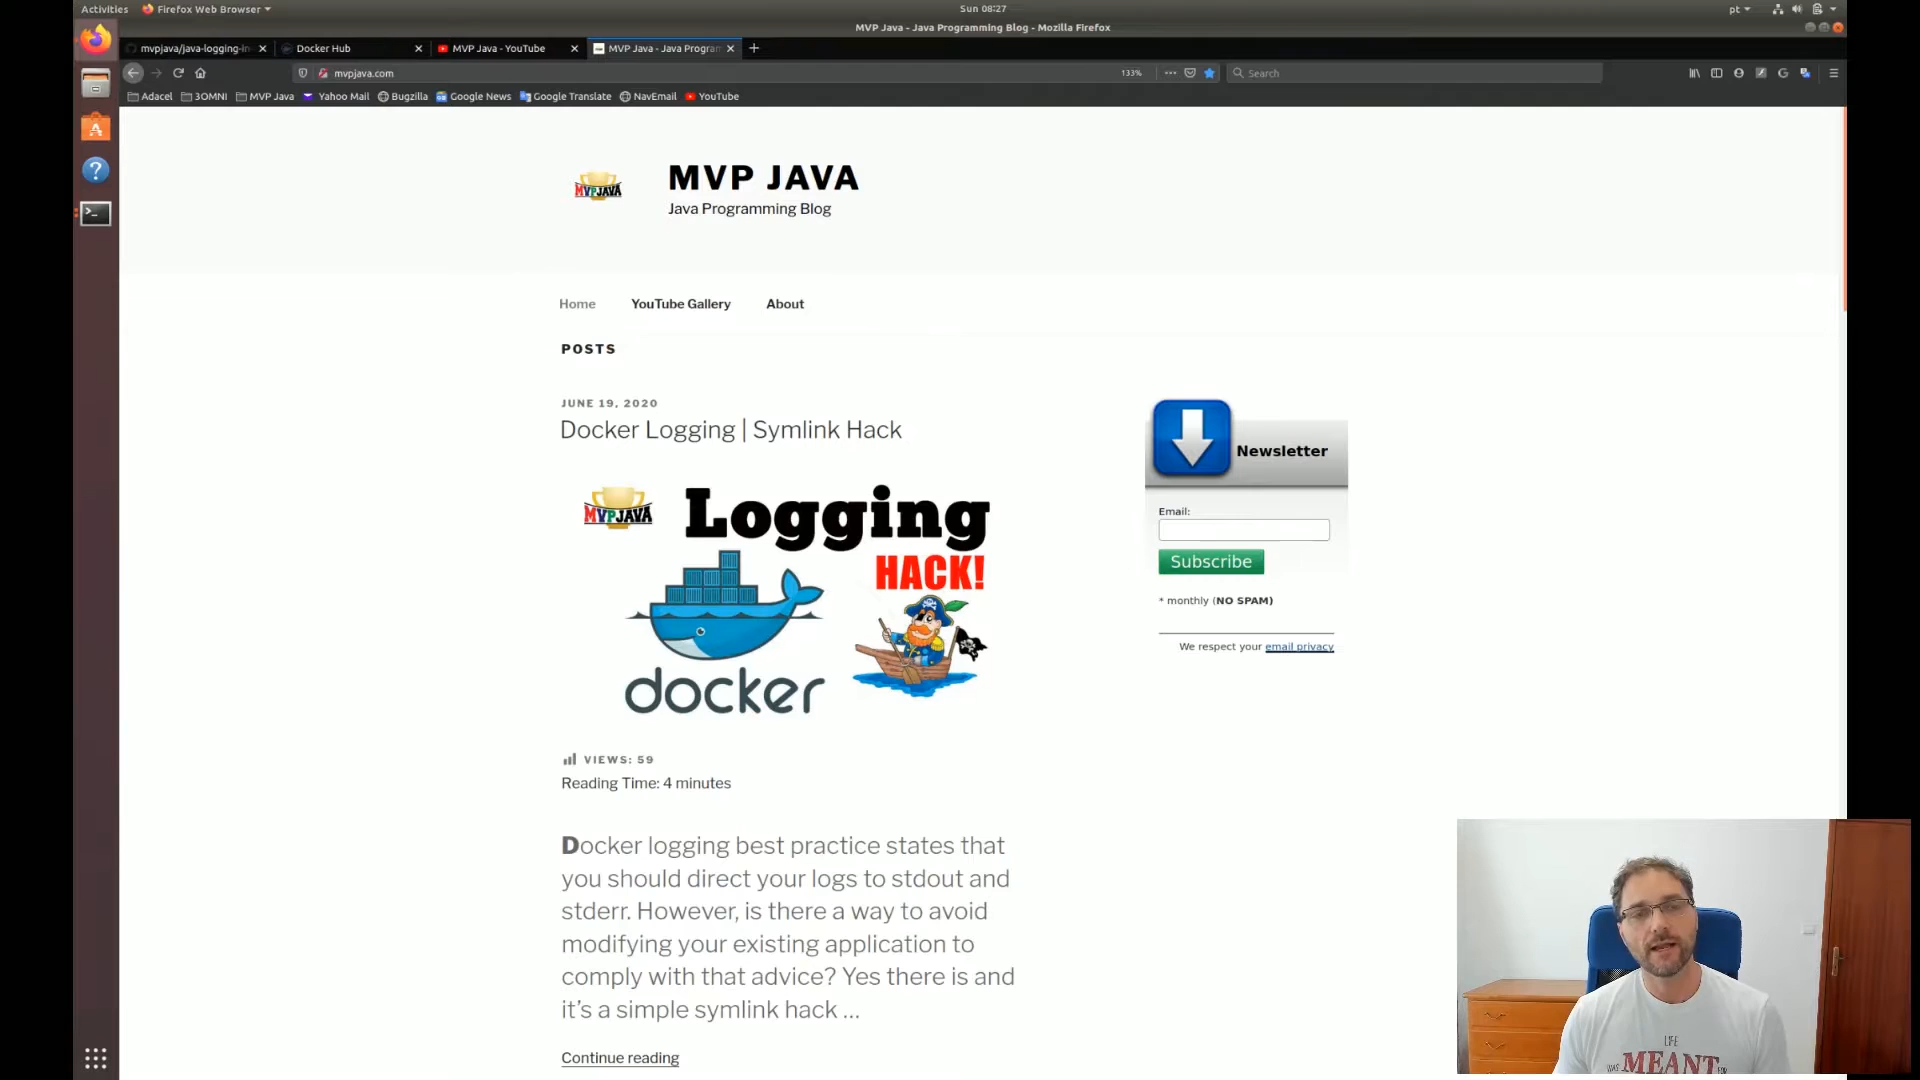 Activities
Firefox Web Browser
Sun 08:27
pt
MVP Java - Java Programming Blog - Mozilla Firefox
mvpjava/java-logging-in
Docker Hub
MVP Java - YouTube
MVP Java - Java Program
mvpjava.com
133%
Search
Adacel
3OMNI
MVP Java
Yahoo Mail
Bugzilla
Google News
Google Translate
NavEmail
YouTube
MVPJAVA
MVP JAVA
Java Programming Blog
Home
YouTube Gallery
About
POSTS
JUNE 19, 2020
Docker Logging | Symlink Hack
MVPJAVA
Logging
HACK!
docker
VIEWS: 59
Reading Time: 4 minutes
Docker logging best practice states that
you should direct your logs to stdout and
stderr. However, is there a way to avoid
modifying your existing application to
comply with that advice? Yes there is and
it’s a simple symlink hack …
Continue reading
Newsletter
Email:
Subscribe
* monthly (NO SPAM)
We respect your email privacy
LIFE
WAS MEANT FOR